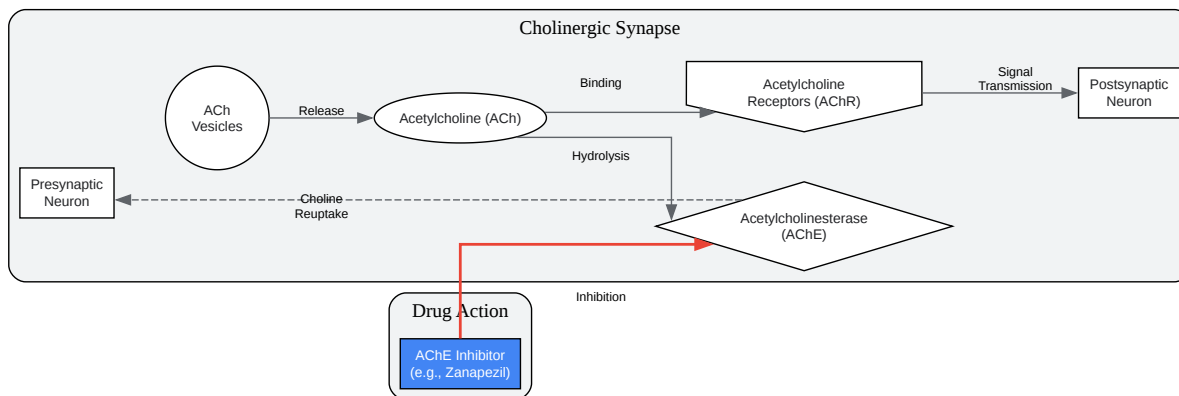 Cholinergic Synapse
ACh
Vesicles
Release
Acetylcholine (ACh)
Binding
Acetylcholine
Receptors (AChR)
Signal
Transmission
Postsynaptic
Neuron
Hydrolysis
Presynaptic
Neuron
Choline
Reuptake
Acetylcholinesterase
(AChE)
Inhibition
Drug Action
AChE Inhibitor
(e.g., Zanapezil)